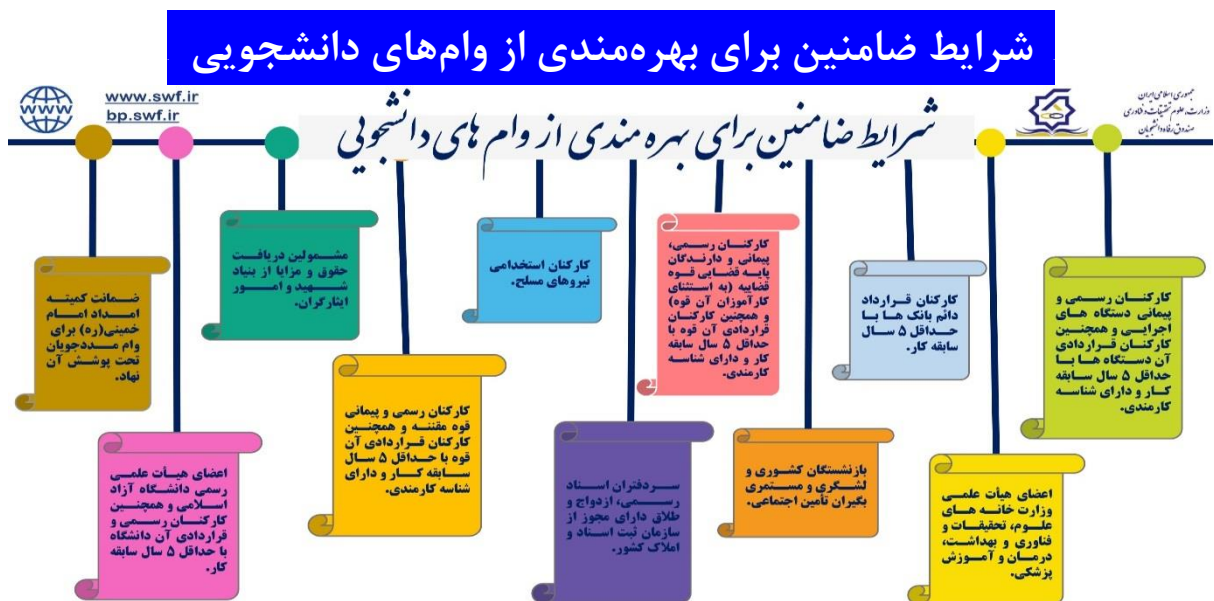 شرایط ضامنین برای بهره‌مندی از وام‌های دانشجویی
جمهوری اسلامی ایران
وزارت علوم تحقیقات و فناوری
صندوق رفاه دانشجویان
www.swf.ir
bp.swf.ir
WWW
شرایط ضامنین برای بهره مندی از وام های دانشجویی
کارکنان رسمی و
پیمانی دستگاه های
اجرایی و همچنین
کارکنان قراردادی
آن دستگاه ها با
حداقل ۵ سال سابقه
کار و دارای شناسه
کارمندی.
اعضای هیأت علمی
وزارت خانه های
علوم، تحقیقات و
فناوری و بهداشت،
درمان و آموزش
پزشکی.
کارکنان قرارداد
دائم بانک ها با
حداقل ۵ سال
سابقه کار.
بازنشستگان کشوری و
لشگری و مستمری
بگیران تأمین اجتماعی.
کارکنان رسمی،
پیمانی و دارندگان
پایه قضایی قوه
قضاییه (به استثنای
کارآموزان آن قوه)
و همچنین کارکنان
قراردادی آن قوه با
حداقل ۵ سال سابقه
کار و دارای شناسه
کارمندی.
سردفتران اسناد
رسمی، ازدواج و
طلاق دارای مجوز از
سازمان ثبت اسناد و
املاک کشور.
کارکنان استخدامی
نیروهای مسلح.
کارکنان رسمی و پیمانی
قوه مقننه و همچنین
کارکنان قراردادی آن
قوه با حداقل ۵ سال
سابقه کار و دارای
شناسه کارمندی.
مشمولین دریافت
حقوق و مزایا از بنیاد
شهید و امور
ایثارگران.
اعضای هیأت علمی
رسمی دانشگاه آزاد
اسلامی و همچنین
کارکنان رسمی و
قراردادی آن دانشگاه
با حداقل ۵ سال سابقه
کار.
ضمانت کمیته
امداد امام
خمینی(ره) برای
وام مددجویان
تحت پوشش آن
نهاد.